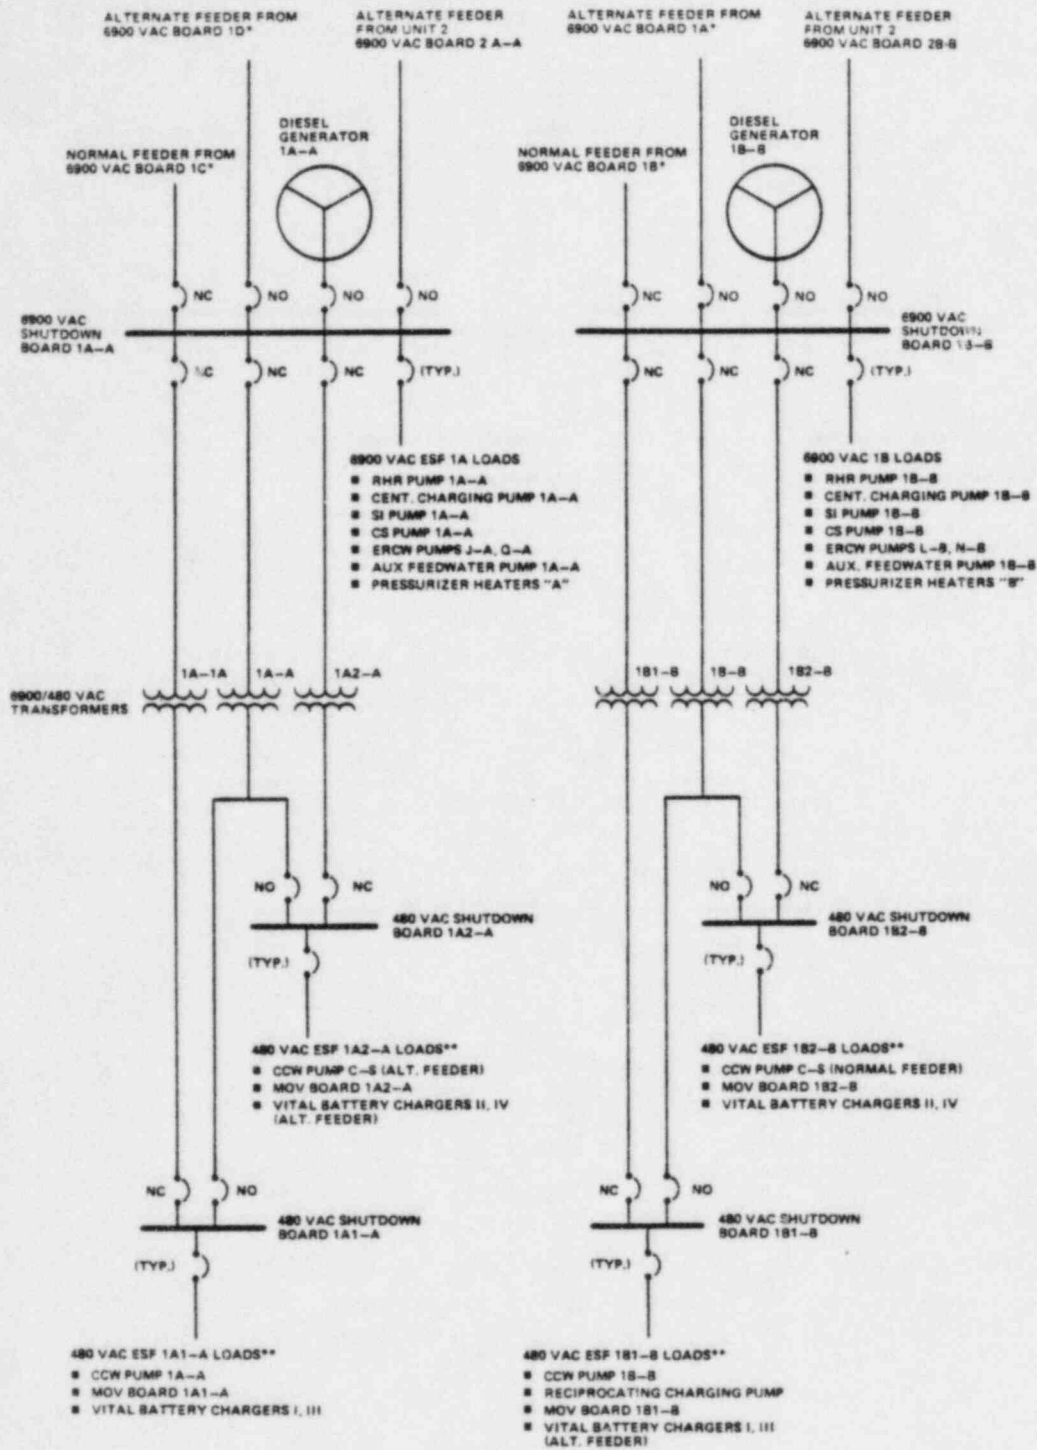 ALTERNATE FEEDER FROM
6900 VAC BOARD 1D*
ALTERNATE FEEDER
FROM UNIT 2
6900 VAC BOARD 2 A-A
ALTERNATE FEEDER FROM
6900 VAC BOARD 1A*
ALTERNATE FEEDER
FROM UNIT 2
6900 VAC BOARD 2B-B
DIESEL
GENERATOR
1A-A
DIESEL
GENERATOR
1B-B
NORMAL FEEDER FROM
6900 VAC BOARD 1C*
NORMAL FEEDER FROM
6900 VAC BOARD 1B*
NC
NO
NO
NO
NC
NO
NO
NO
6900 VAC
SHUTDOWN
BOARD 1A-A
6900 VAC
SHUTDOWN
BOARD 1B-B
NC
NC
NC
(TYP.)
NC
NC
NC
(TYP.)
6900 VAC ESF 1A LOADS
■ RHR PUMP 1A-A
■ CENT. CHARGING PUMP 1A-A
■ SI PUMP 1A-A
■ CS PUMP 1A-A
■ ERCW PUMPS J-A, Q-A
■ AUX FEEDWATER PUMP 1A-A
■ PRESSURIZER HEATERS "A"
6900 VAC 1B LOADS
■ RHR PUMP 1B-B
■ CENT. CHARGING PUMP 1B-B
■ SI PUMP 1B-B
■ CS PUMP 1B-B
■ ERCW PUMPS L-B, N-B
■ AUX. FEEDWATER PUMP 1B-B
■ PRESSURIZER HEATERS "B"
6900/480 VAC
TRANSFORMERS
1A-1A
1A-A
1A2-A
1B1-B
1B-B
1B2-B
NO
NC
NO
NC
480 VAC SHUTDOWN
BOARD 1A2-A
480 VAC SHUTDOWN
BOARD 1B2-B
(TYP.)
(TYP.)
480 VAC ESF 1A2-A LOADS**
■ CCW PUMP C-S (ALT. FEEDER)
■ MOV BOARD 1A2-A
■ VITAL BATTERY CHARGERS II, IV
(ALT. FEEDER)
480 VAC ESF 1B2-B LOADS**
■ CCW PUMP C-S (NORMAL FEEDER)
■ MOV BOARD 1B2-B
■ VITAL BATTERY CHARGERS II, IV
NC
NO
NC
NO
480 VAC SHUTDOWN
BOARD 1A1-A
480 VAC SHUTDOWN
BOARD 1B1-B
(TYP.)
(TYP.)
480 VAC ESF 1A1-A LOADS**
■ CCW PUMP 1A-A
■ MOV BOARD 1A1-A
■ VITAL BATTERY CHARGERS I, III
480 VAC ESF 1B1-B LOADS**
■ CCW PUMP 1B-B
■ RECIPROCATING CHARGING PUMP
■ MOV BOARD 1B1-B
■ VITAL BATTERY CHARGERS I, III
(ALT. FEEDER)